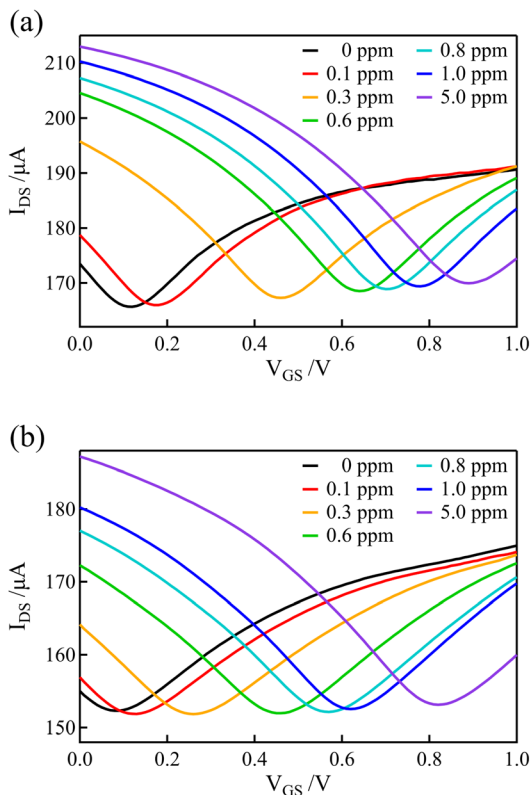 (a)
0 ppm
0.1 ppm
0.3 ppm
0.6 ppm
0.8 ppm
1.0 ppm
5.0 ppm
210
200
190
180
170
I_DS /μA
0.0 0.2 0.4 0.6 0.8 1.0
V_GS /V
(b)
0 ppm
0.1 ppm
0.3 ppm
0.6 ppm
0.8 ppm
1.0 ppm
5.0 ppm
180
170
160
150
I_DS /μA
0.0 0.2 0.4 0.6 0.8 1.0
V_GS /V